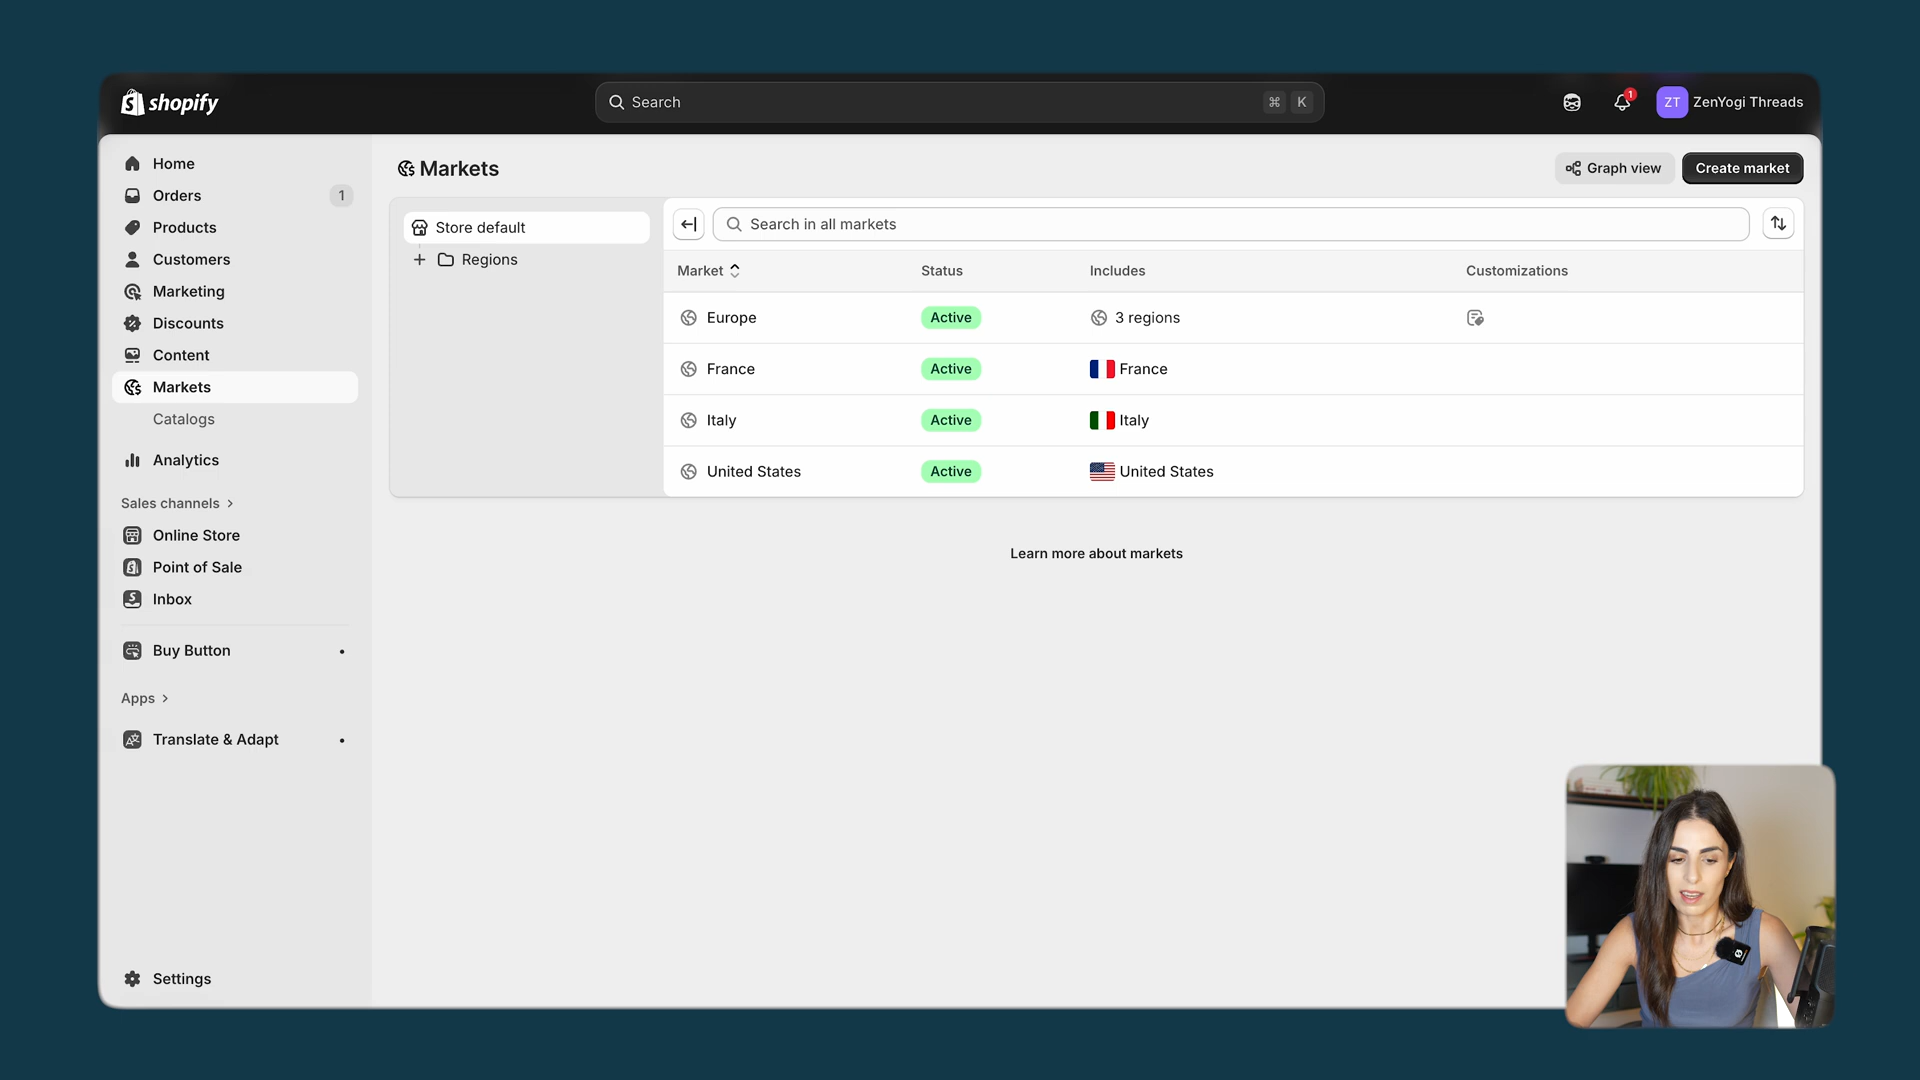 shopify
Search
⌘ K
1
ZT ZenYogi Threads
Home
Orders 1
Products
Customers
Marketing
Discounts
Content
Markets
Catalogs
Analytics
Sales channels
Online Store
Point of Sale
Inbox
Buy Button
Apps
Translate & Adapt
Settings
Markets
Graph view
Create market
Store default
Regions
Search in all markets
Market Status Includes Customizations
Europe Active 3 regions
France Active France
Italy Active Italy
United States Active United States
Learn more about markets